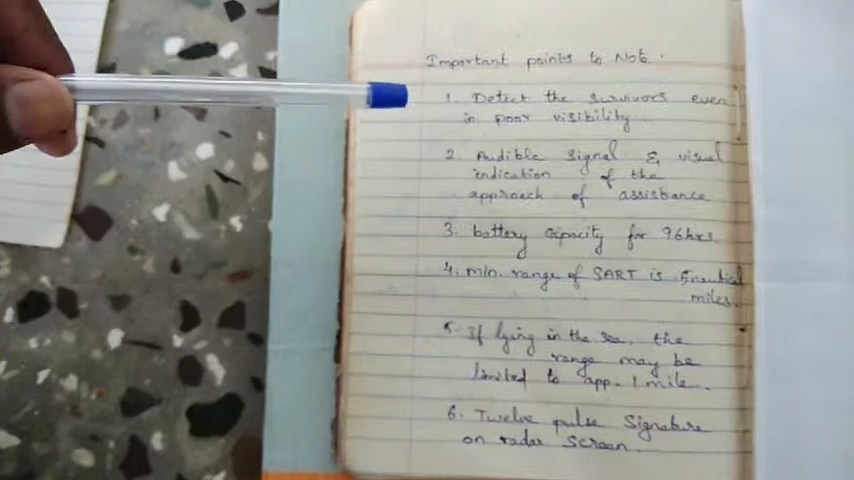 Important points to Note.
1. Detect the survivors even
in poor visibility.
2. Audible signal & visual
indication of the
approach of assistance
3. battery capacity for 96hrs.
4. min. range of SART is 5 nautical
miles.
5. If lying in the sea, the
range may be
limited to app. 1 mile.
6. Twelve pulse Signature
on radar Screen.